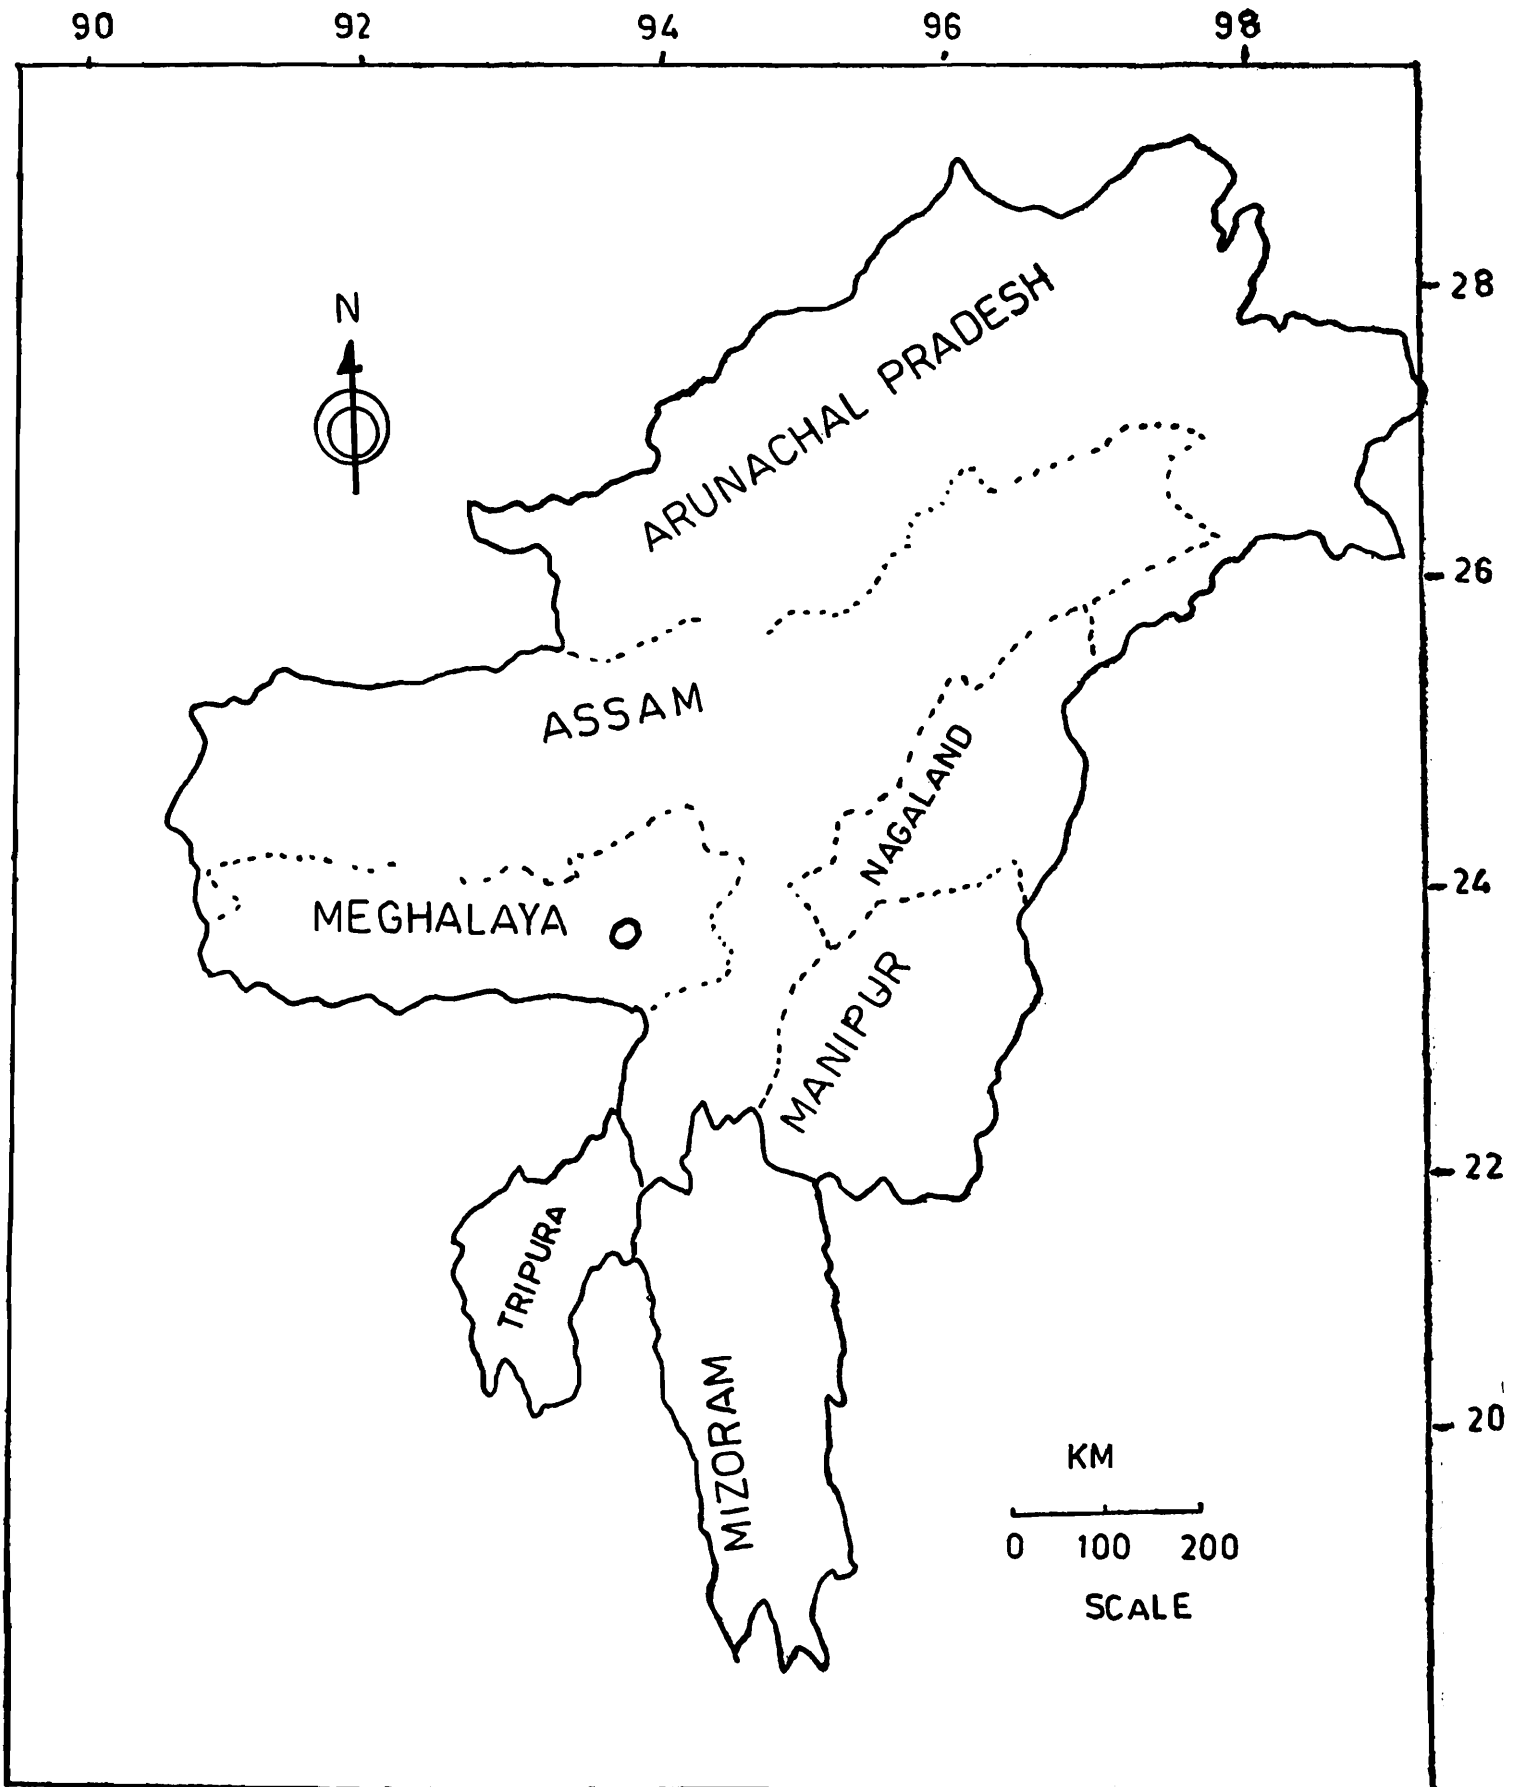 90 92 94 96 98
N
28
ARUNACHAL PRADESH
26
ASSAM
NAGALAND
24
MEGHALAYA
MANIPUR
22
TRIPURA
MIZORAM
20
KM
0 100 200
SCALE